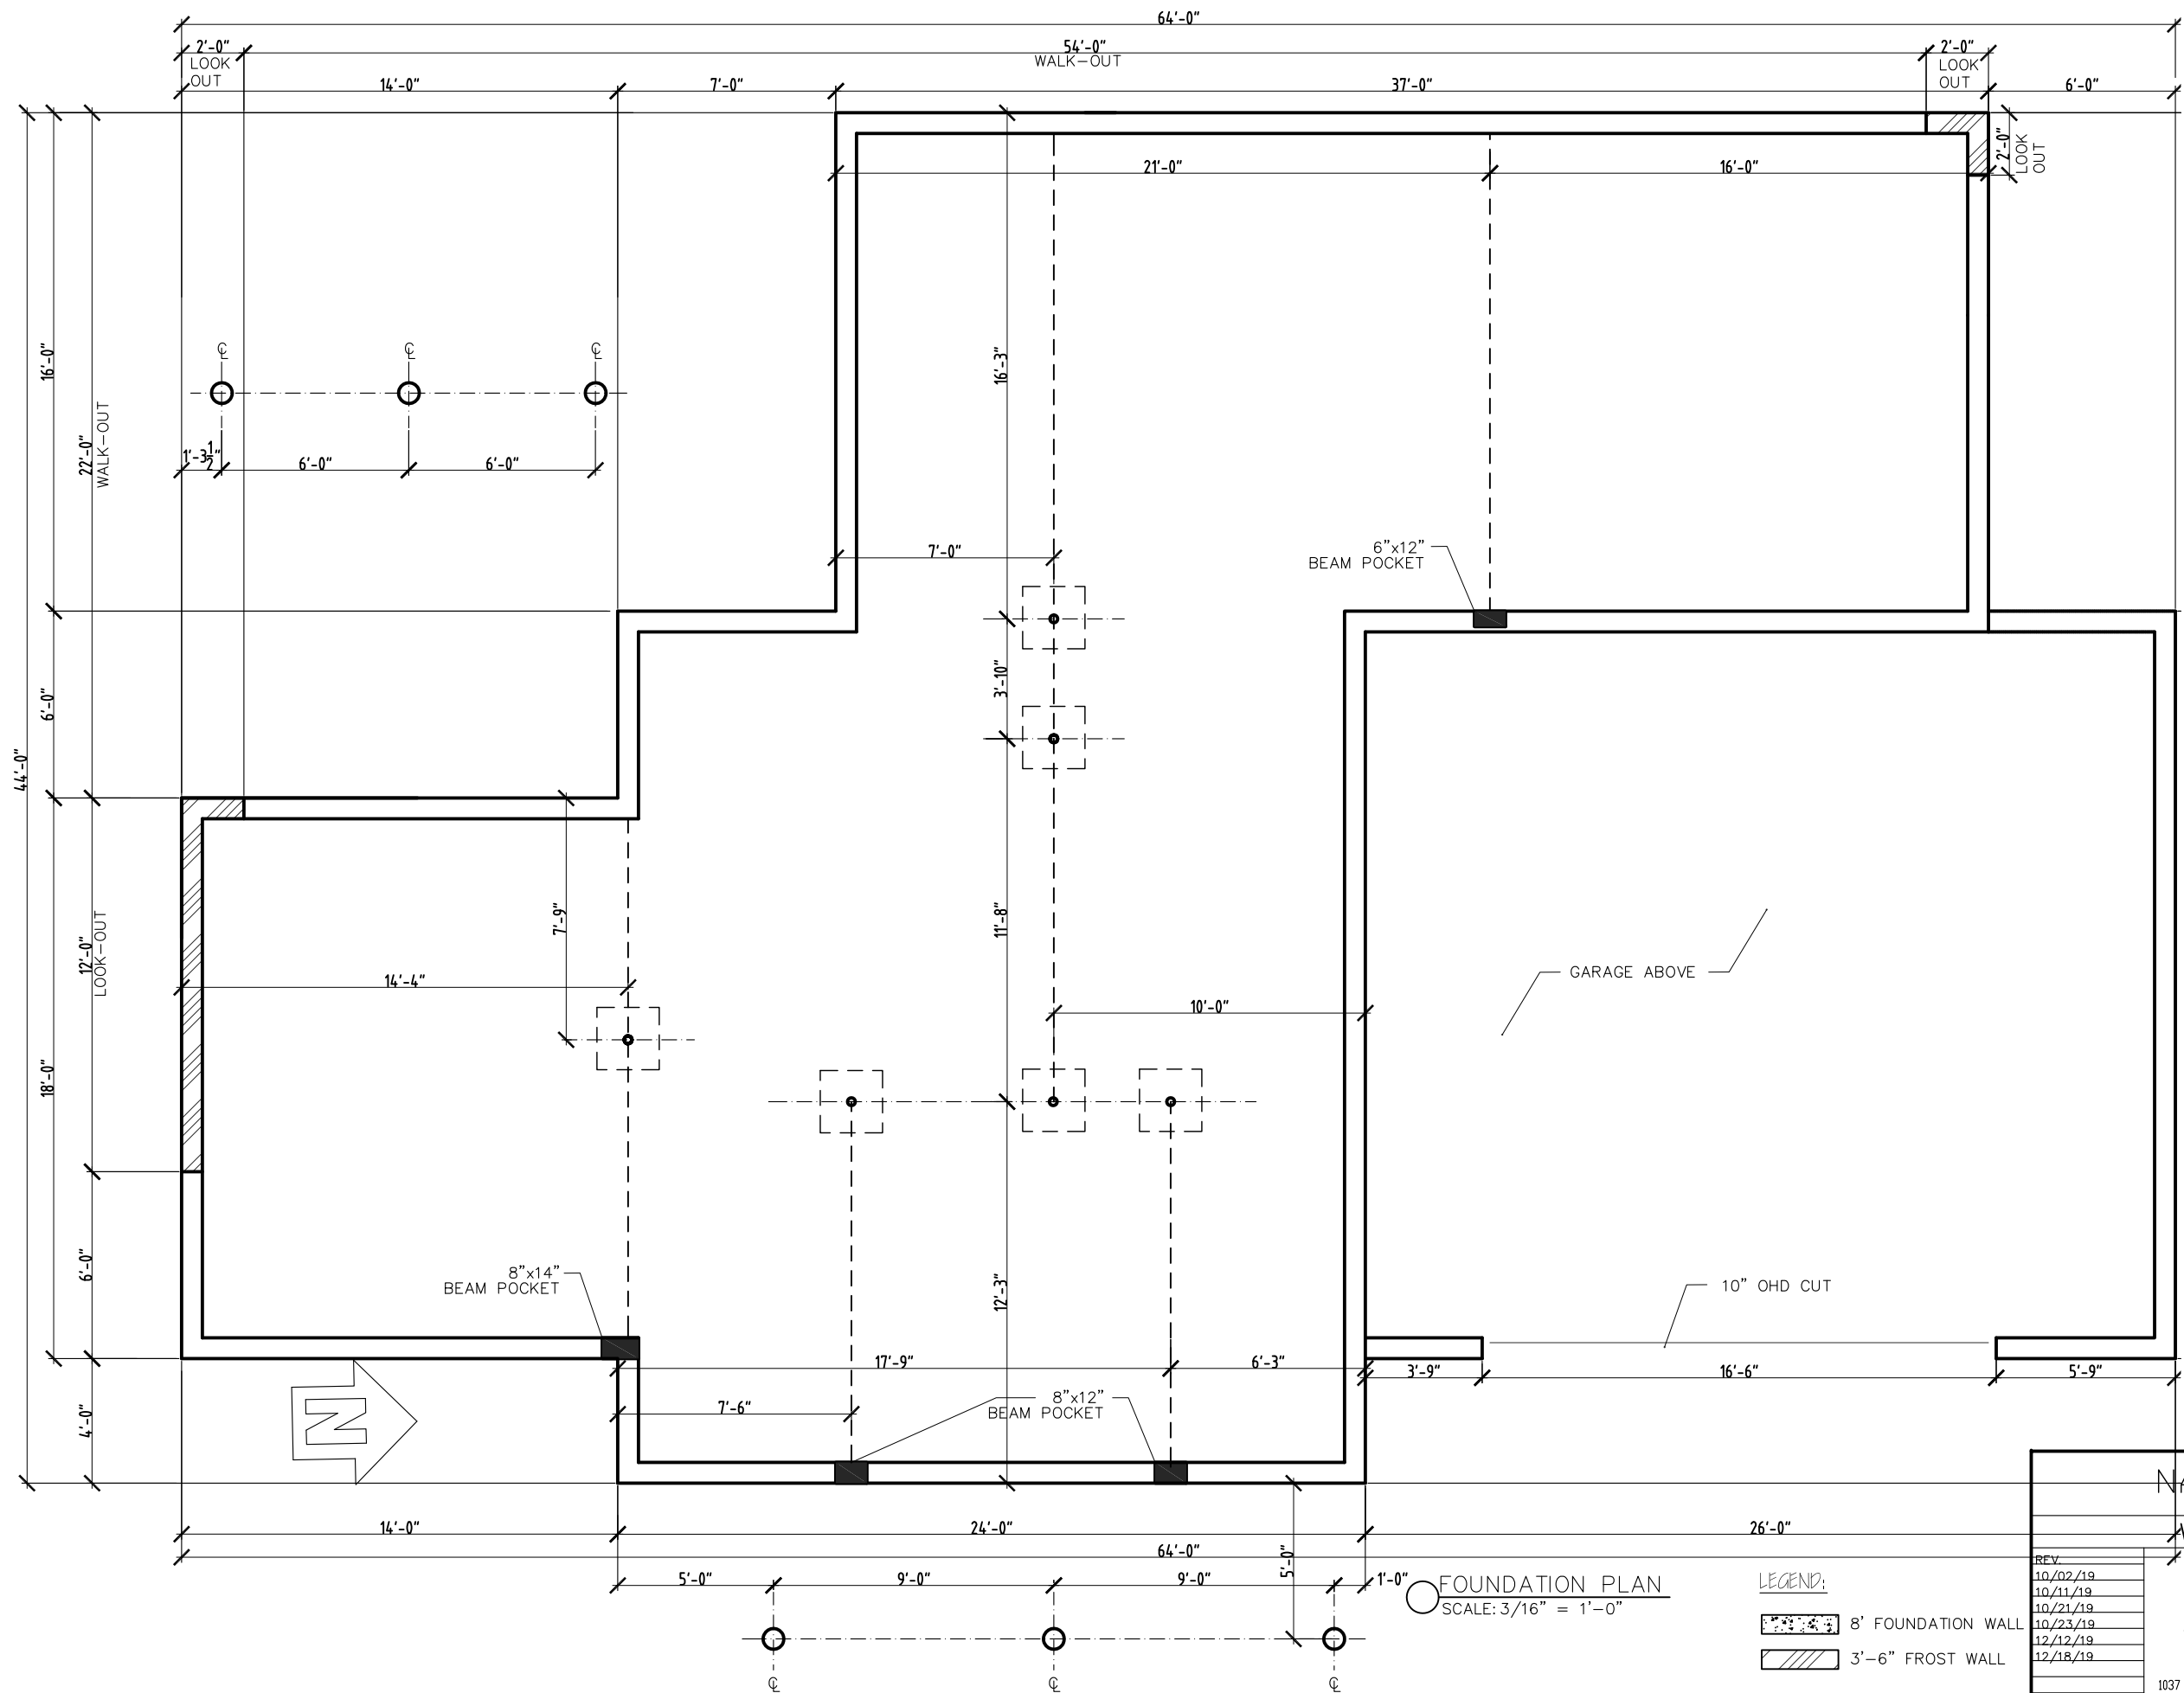 64'-0"
2'-0"
54'-0"
2'-0"
LOOK
OUT
WALK-OUT
LOOK
OUT
14'-0"
7'-0"
37'-0"
6'-0"
2'-0"
LOOK
OUT
21'-0"
16'-0"
16'-0"
16'-3"
℄
℄
℄
22'-0"
WALK-OUT
1'-3 1/2"
6'-0"
6'-0"
7'-0"
6"x12"
BEAM POCKET
6'-0"
3'-10"
44'-0"
7'-9"
11'-8"
12'-0"
LOOK-OUT
14'-4"
GARAGE ABOVE
10'-0"
18'-0"
6'-0"
8"x14"
BEAM POCKET
12'-3"
10" OHD CUT
17'-9"
6'-3"
3'-9"
16'-6"
5'-9"
4'-0"
N
7'-6"
8"x12"
BEAM POCKET
14'-0"
24'-0"
26'-0"
64'-0"
5'-0"
5'-0"
9'-0"
9'-0"
1'-0"
FOUNDATION PLAN
SCALE: 3/16" = 1'-0"
LEGEND:
8' FOUNDATION WALL
3'-6" FROST WALL
℄
℄
℄
REV.
10/02/19
10/11/19
10/21/19
10/23/19
12/12/19
12/18/19
1037